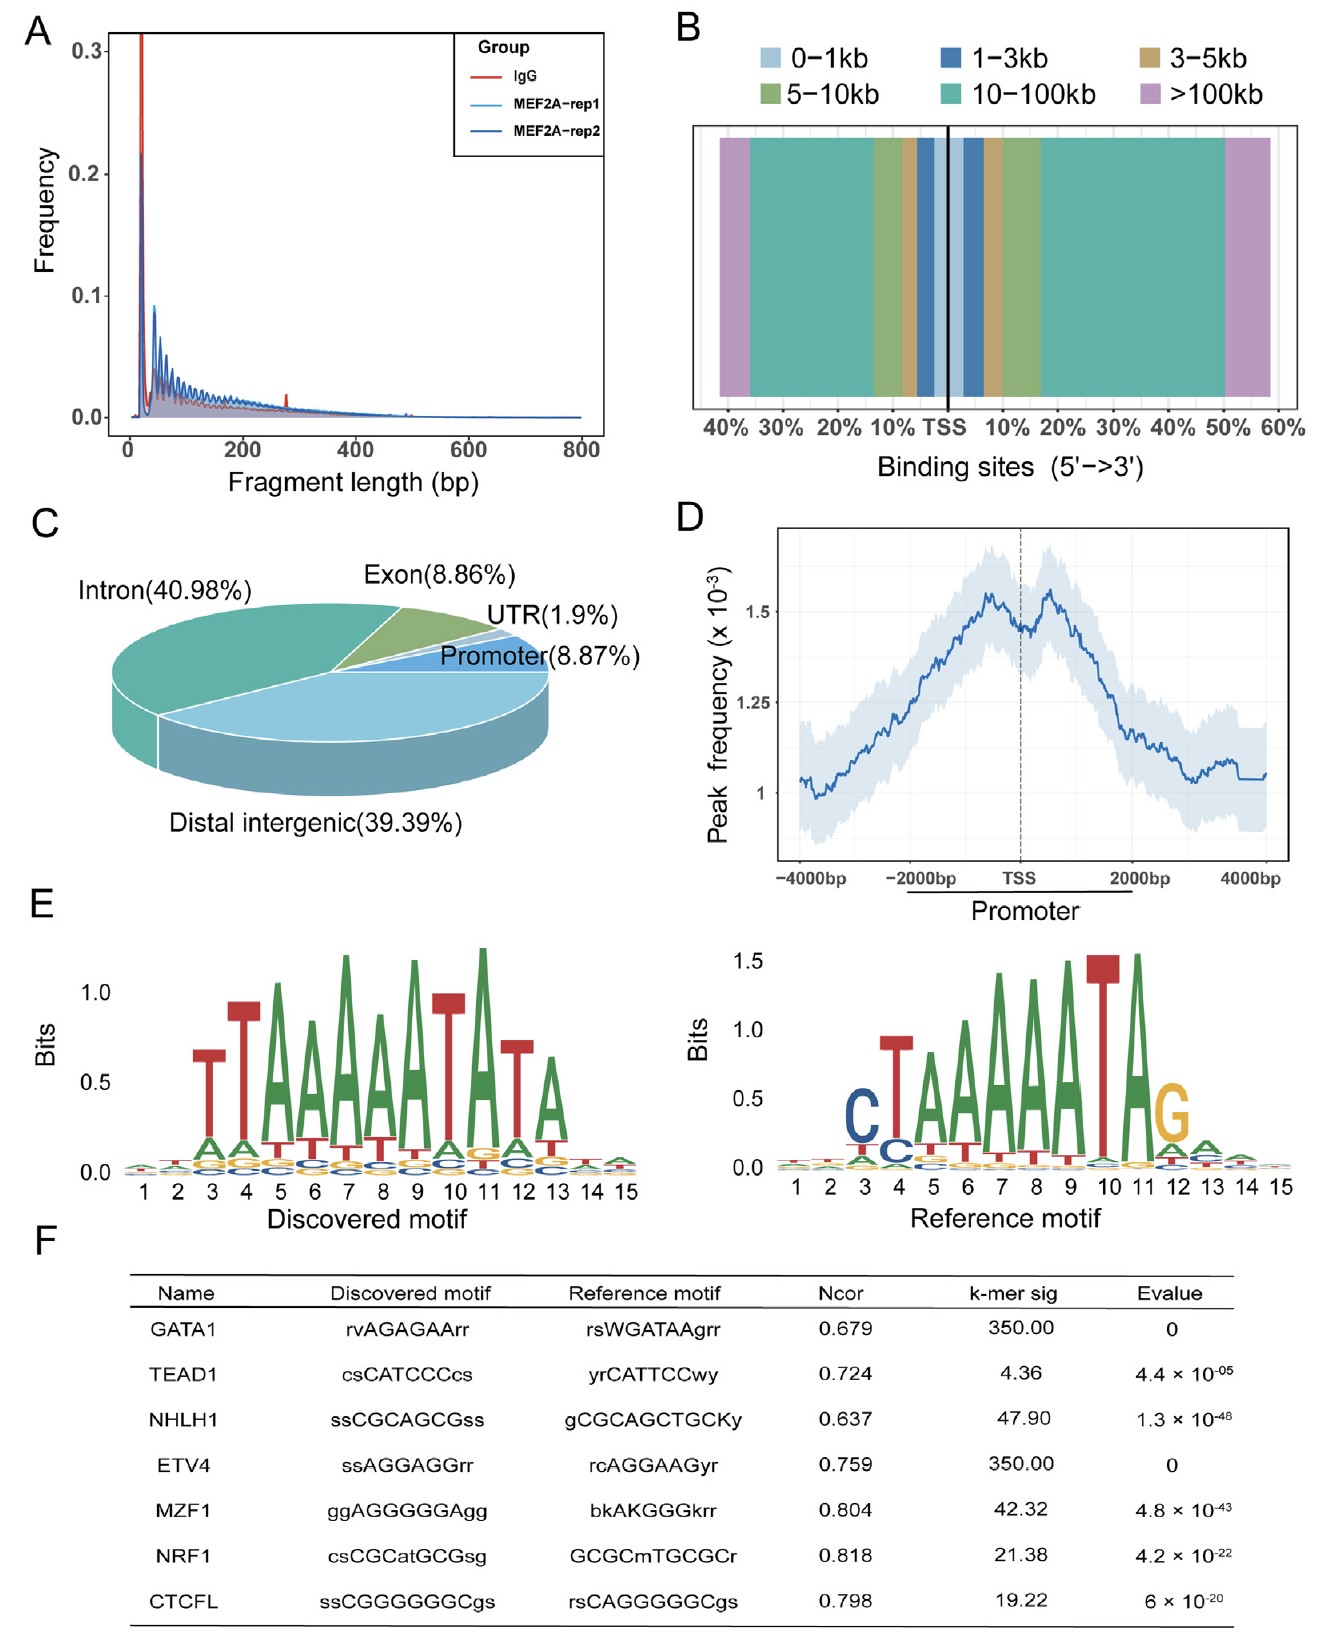 A
0.3
0.2
0.1
0.0
Frequency
Group
IgG
MEF2A−rep1
MEF2A−rep2
0 200 400 600 800
Fragment length (bp)
B
0−1kb 1−3kb 3−5kb
5−10kb 10−100kb >100kb
40% 30% 20% 10% TSS 10% 20% 30% 40% 50% 60%
Binding sites (5'−>3')
C
Intron(40.98%)
Exon(8.86%)
UTR(1.9%)
Promoter(8.87%)
Distal intergenic(39.39%)
D
Peak frequency (x 10⁻³)
1.5
1.25
1
−4000bp −2000bp TSS 2000bp 4000bp
Promoter
E
Bits
1.0
0.5
0.0
1 2 3 4 5 6 7 8 9 10 11 12 13 14 15
Discovered motif
Bits
1.5
1.0
0.5
0.0
1 2 3 4 5 6 7 8 9 10 11 12 13 14 15
Reference motif
F
Name Discovered motif Reference motif Ncor k-mer sig Evalue
GATA1 rvAGAGAArr rsWGATAAgrr 0.679 350.00 0
TEAD1 csCATCCCcs yrCATTCCwy 0.724 4.36 4.4 × 10⁻⁰⁵
NHLH1 ssCGCAGCGss gCGCAGCTGCKy 0.637 47.90 1.3 × 10⁻⁴⁸
ETV4 ssAGGAGGrr rcAGGAAGyr 0.759 350.00 0
MZF1 ggAGGGGGAgg bkAKGGGkrr 0.804 42.32 4.8 × 10⁻⁴³
NRF1 csCGCatGCGsg GCGCmTGCGCr 0.818 21.38 4.2 × 10⁻²²
CTCFL ssCGGGGGGCgs rsCAGGGGGCgs 0.798 19.22 6 × 10⁻²⁰